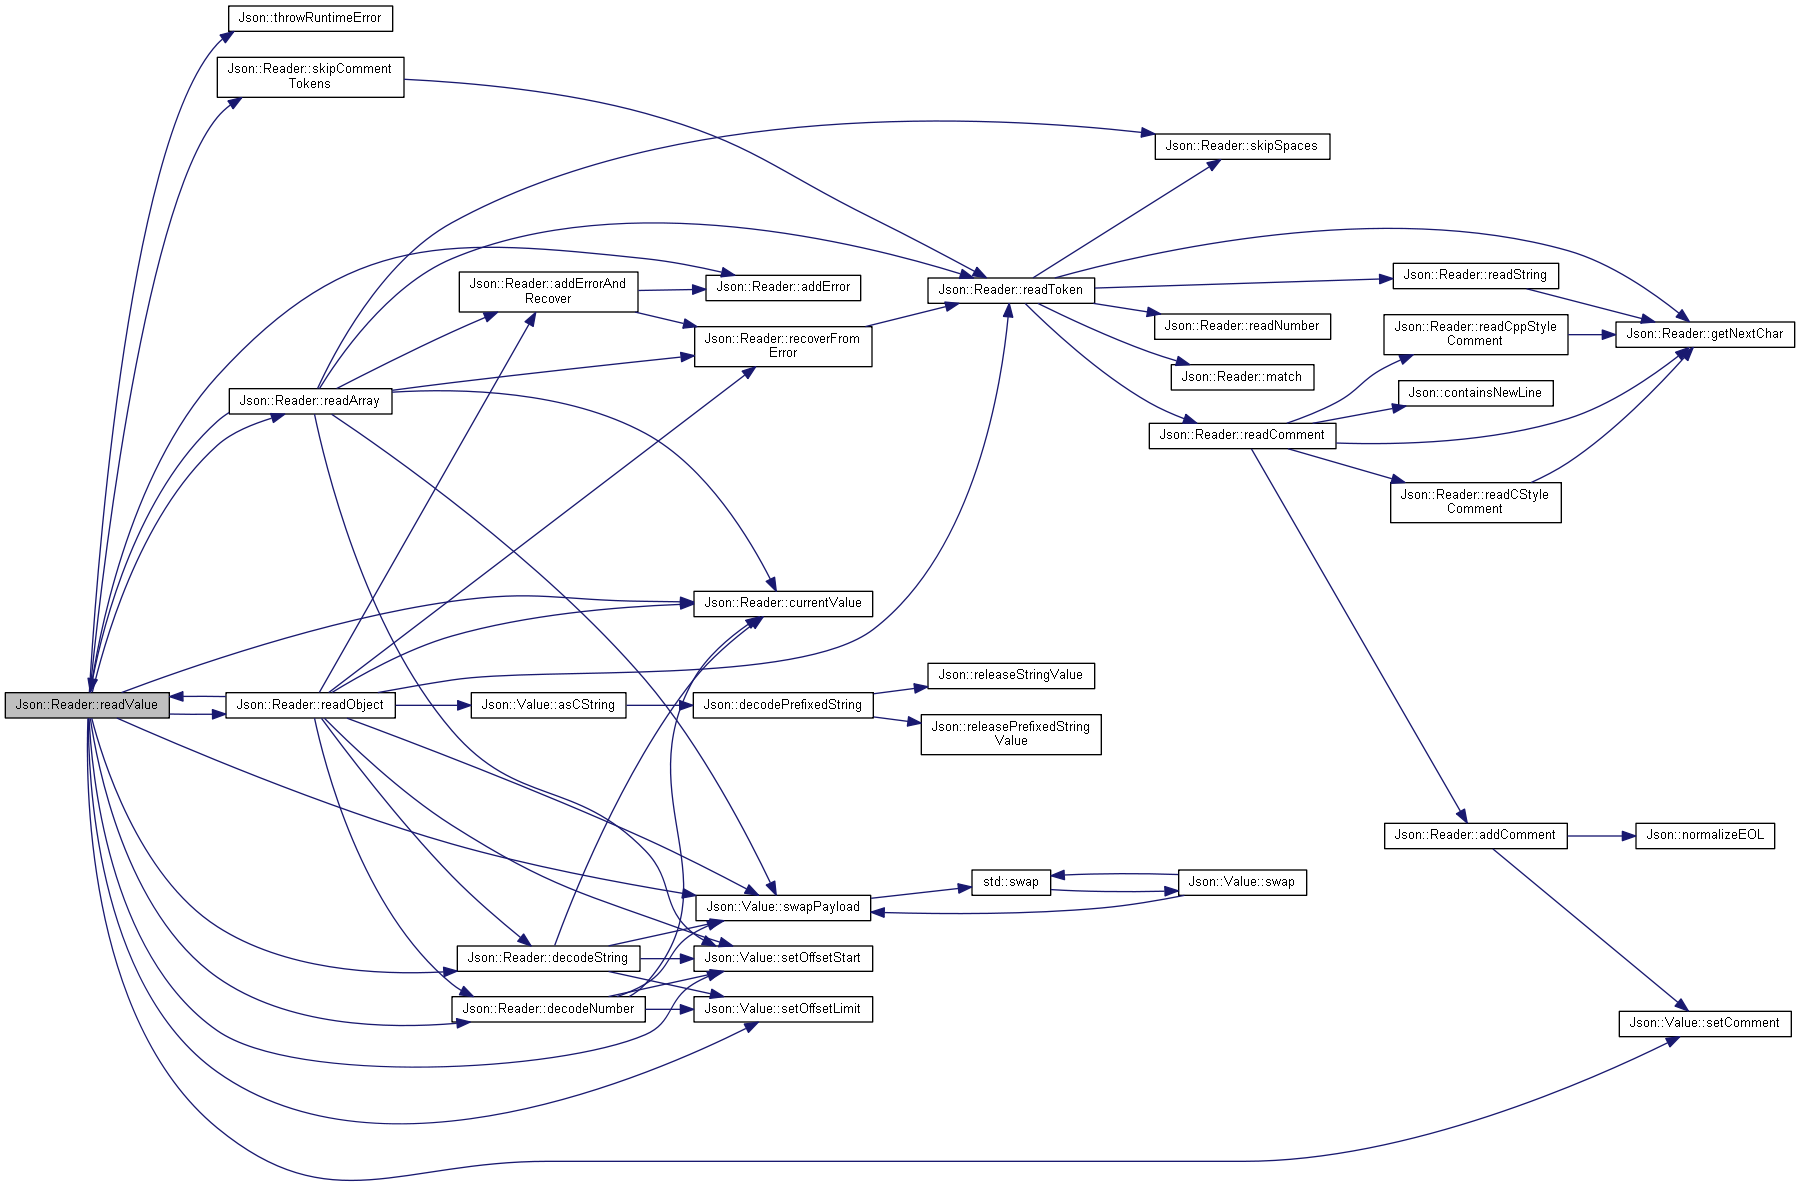 Json::throwRuntimeError
Json::Reader::skipComment
Tokens
Json::Reader::skipSpaces
Json::Reader::addErrorAnd
Recover
Json::Reader::addError
Json::Reader::readToken
Json::Reader::readString
Json::Reader::readNumber
Json::Reader::readCppStyle
Comment
Json::Reader::getNextChar
Json::Reader::recoverFrom
Error
Json::Reader::match
Json::Reader::readArray
Json::containsNewLine
Json::Reader::readComment
Json::Reader::readCStyle
Comment
Json::Reader::currentValue
Json::releaseStringValue
Json::Reader::readValue
Json::Reader::readObject
Json::Value::asCString
Json::decodePrefixedString
Json::releasePrefixedString
Value
Json::Reader::addComment
Json::normalizeEOL
std::swap
Json::Value::swap
Json::Value::swapPayload
Json::Reader::decodeString
Json::Value::setOffsetStart
Json::Reader::decodeNumber
Json::Value::setOffsetLimit
Json::Value::setComment